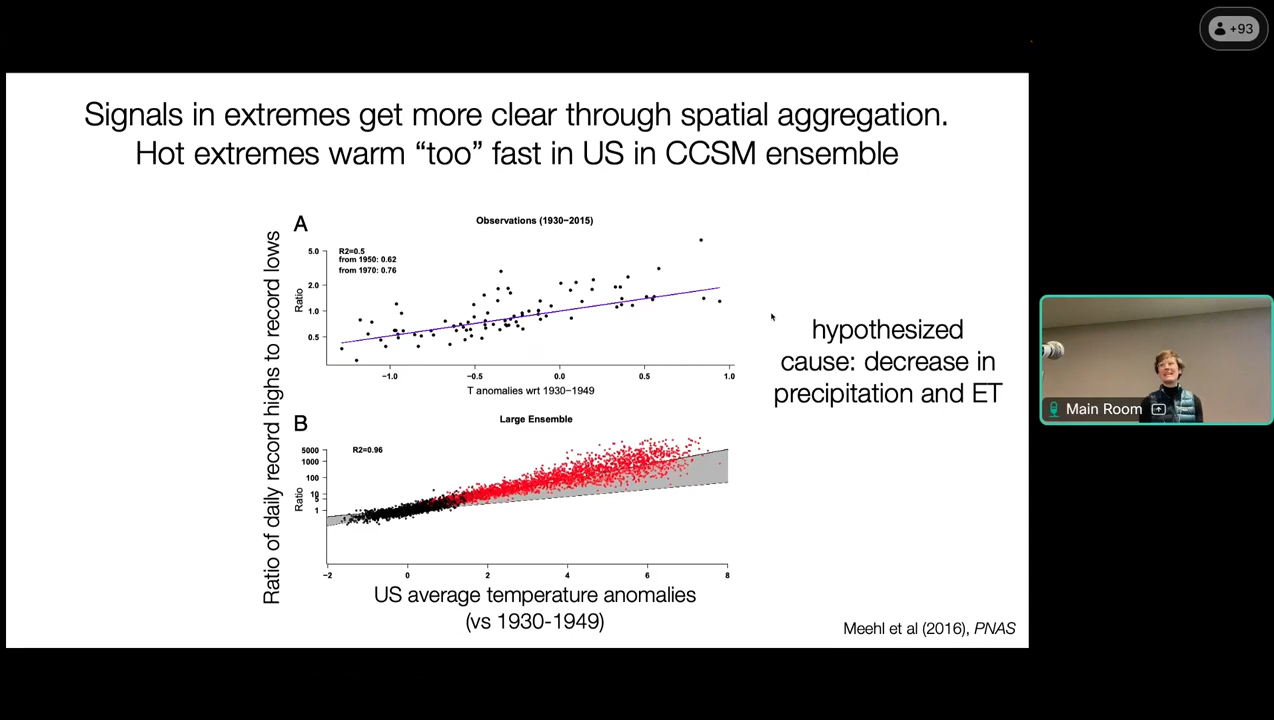 +93
Signals in extremes get more clear through spatial aggregation.
Hot extremes warm “too” fast in US in CCSM ensemble
Ratio of daily record highs to record lows
A
Observations (1930−2015)
R2=0.5
from 1950: 0.62
from 1970: 0.76
Ratio
5.0
2.0
1.0
0.5
−1.0
−0.5
0.0
0.5
1.0
T anomalies wrt 1930−1949
B
Large Ensemble
R2=0.96
Ratio
5000
1000
100
10
5
1
−2
0
2
4
6
8
US average temperature anomalies
(vs 1930-1949)
hypothesized
cause: decrease in
precipitation and ET
Meehl et al (2016), PNAS
Main Room